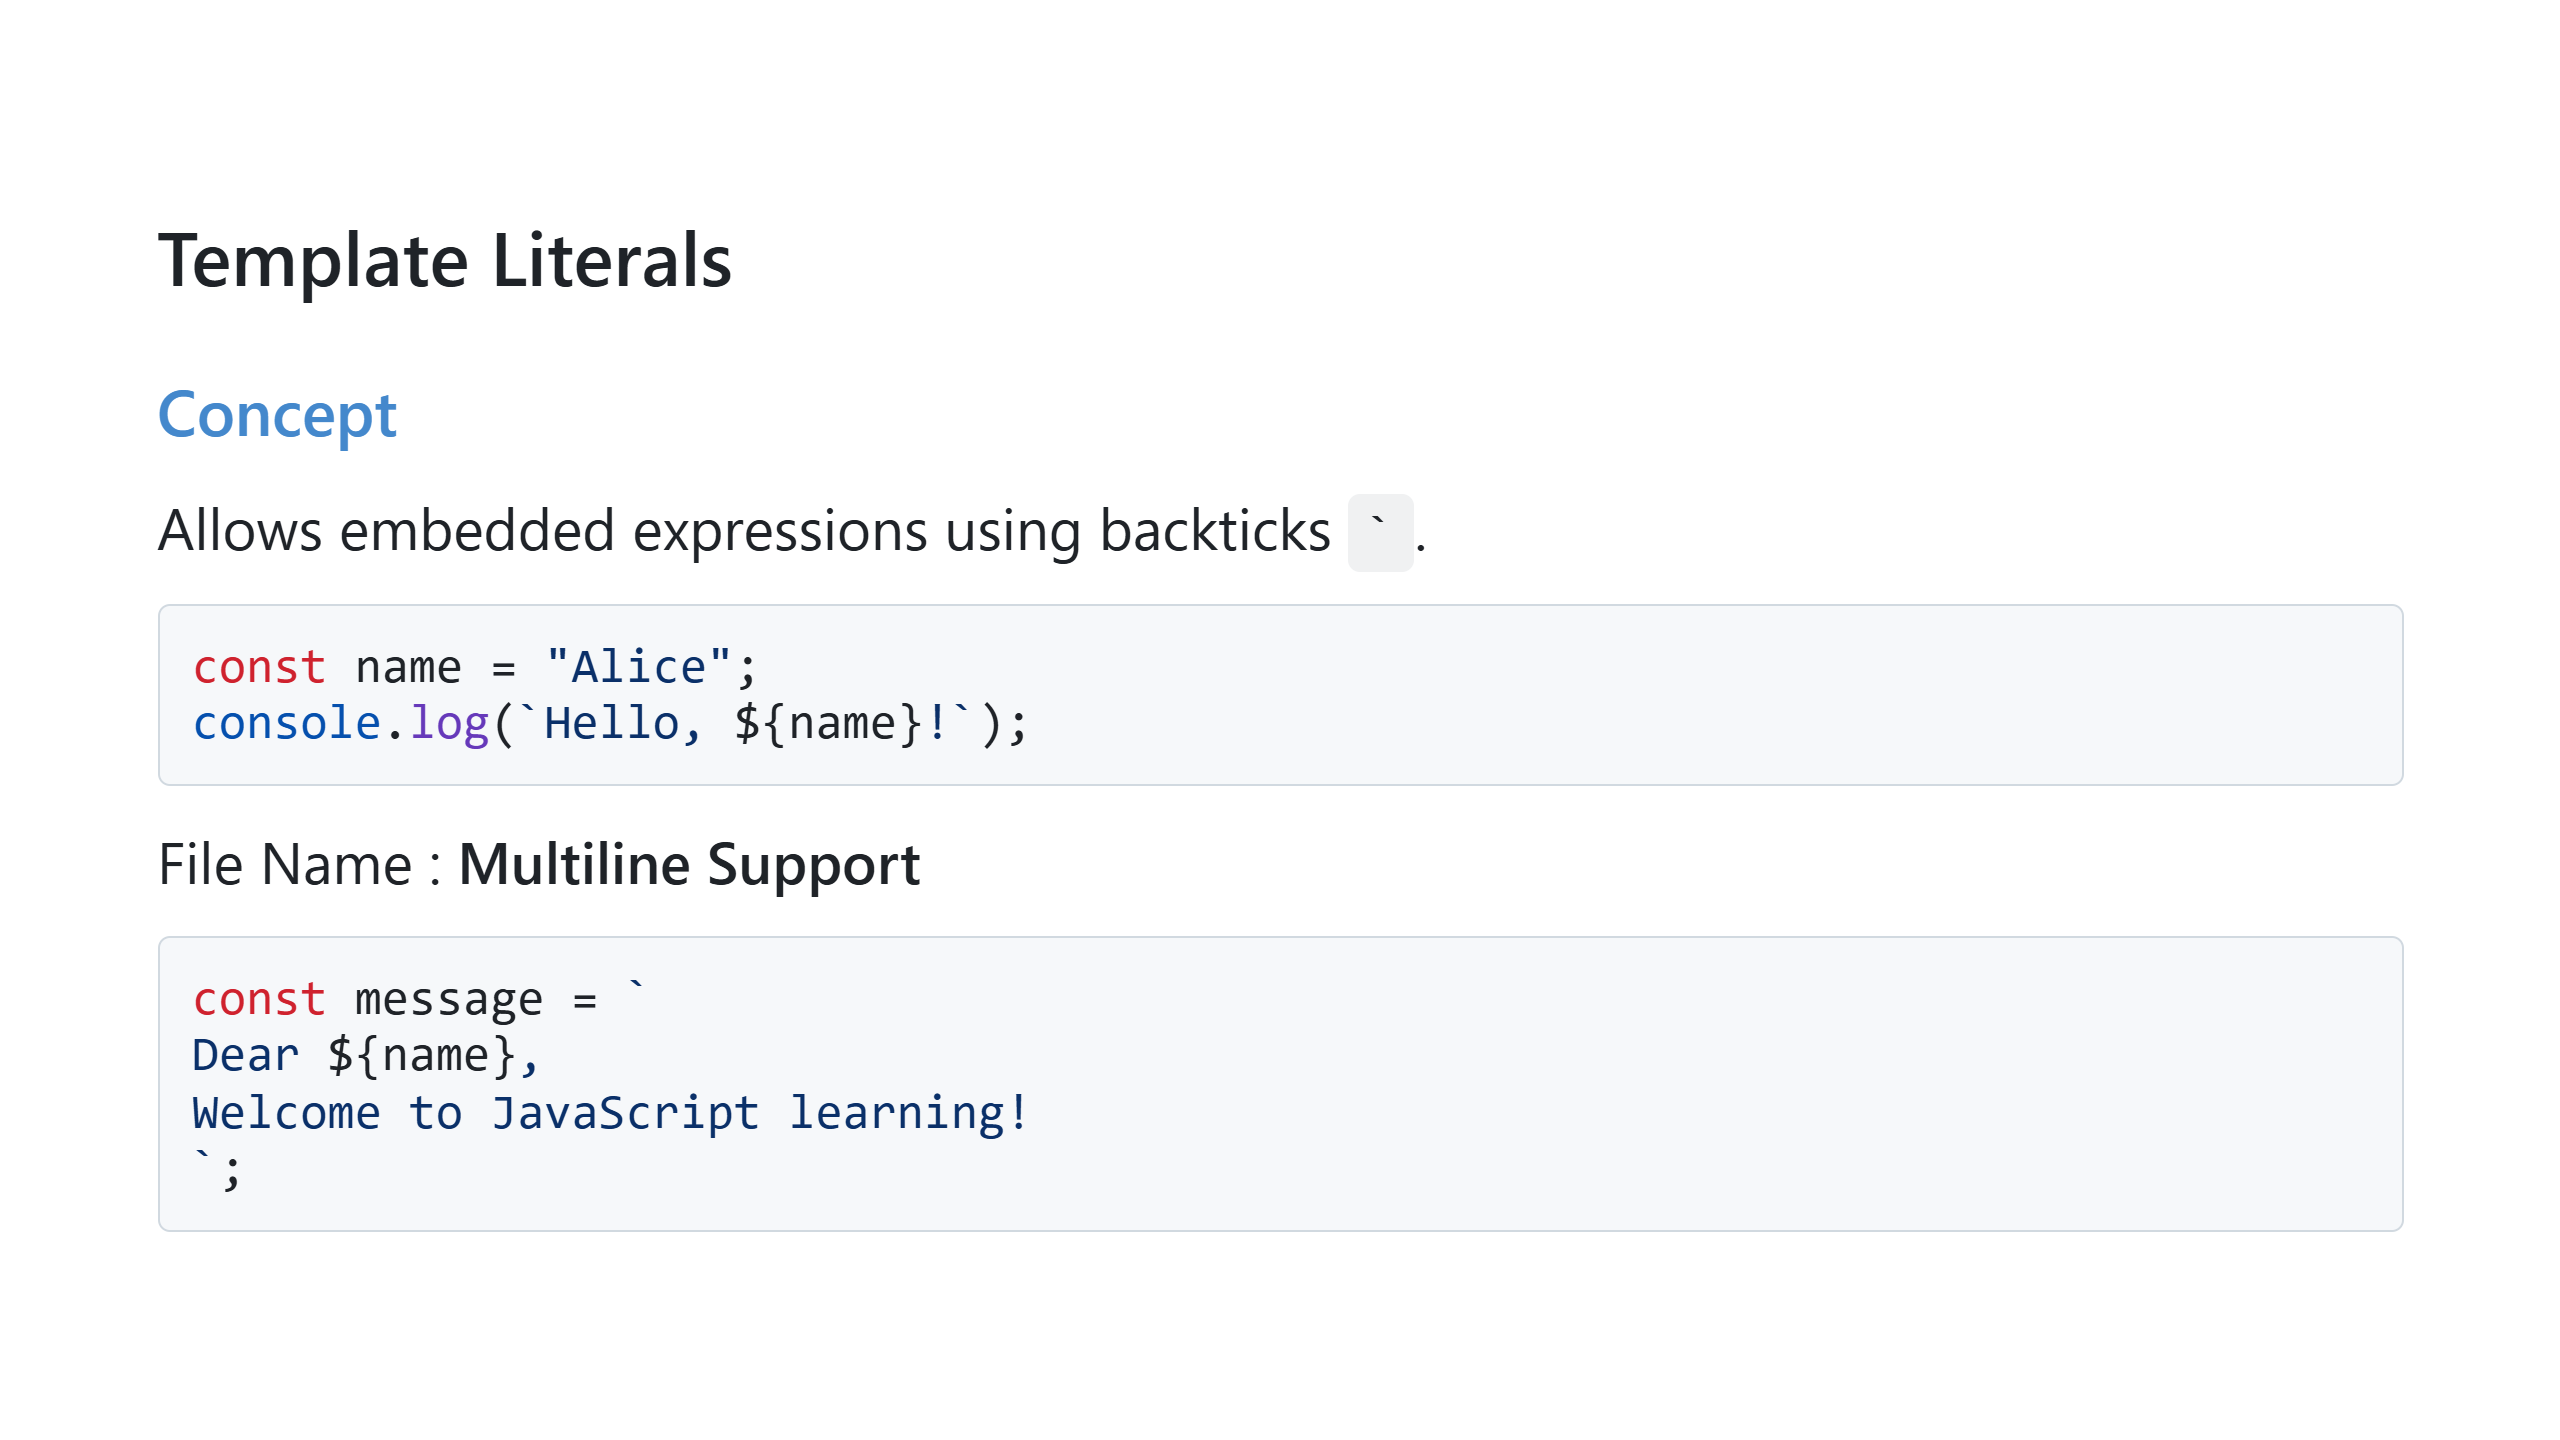 Template Literals
Concept
Allows embedded expressions using backticks `.
const name = "Alice";
console.log(`Hello, ${name}!`);
File Name : Multiline Support
const message = `
Dear ${name},
Welcome to JavaScript learning!
`;